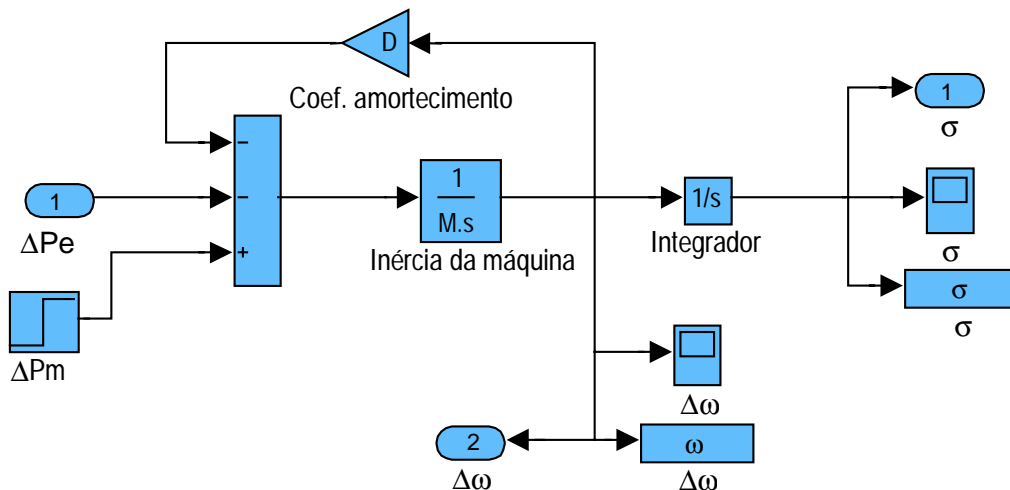 D
Coef. amortecimento
1
σ
−
1
ΔPe
−
1
M.s
Inércia da máquina
1/s
Integrador
σ
+
σ
σ
ΔPm
Δω
2
Δω
ω
Δω